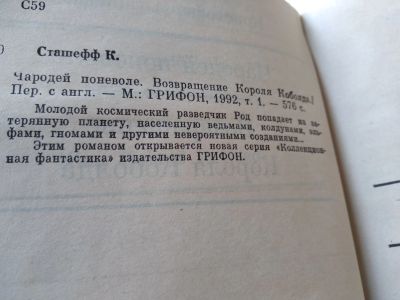 С59
0
Сташефф К.
Чародей поневоле. Возвращение Короля Кобольда./
Пер. с англ. — М.: ГРИФОН, 1992, т. 1. — 576 с.
Молодой космический разведчик Род попадает на за-
терянную планету, населенную ведьмами, колдунами, эль-
фами, гномами и другими невероятными созданиями...
Этим романом открывается новая серия «Коллекцион-
ная фантастика» издательства ГРИФОН.